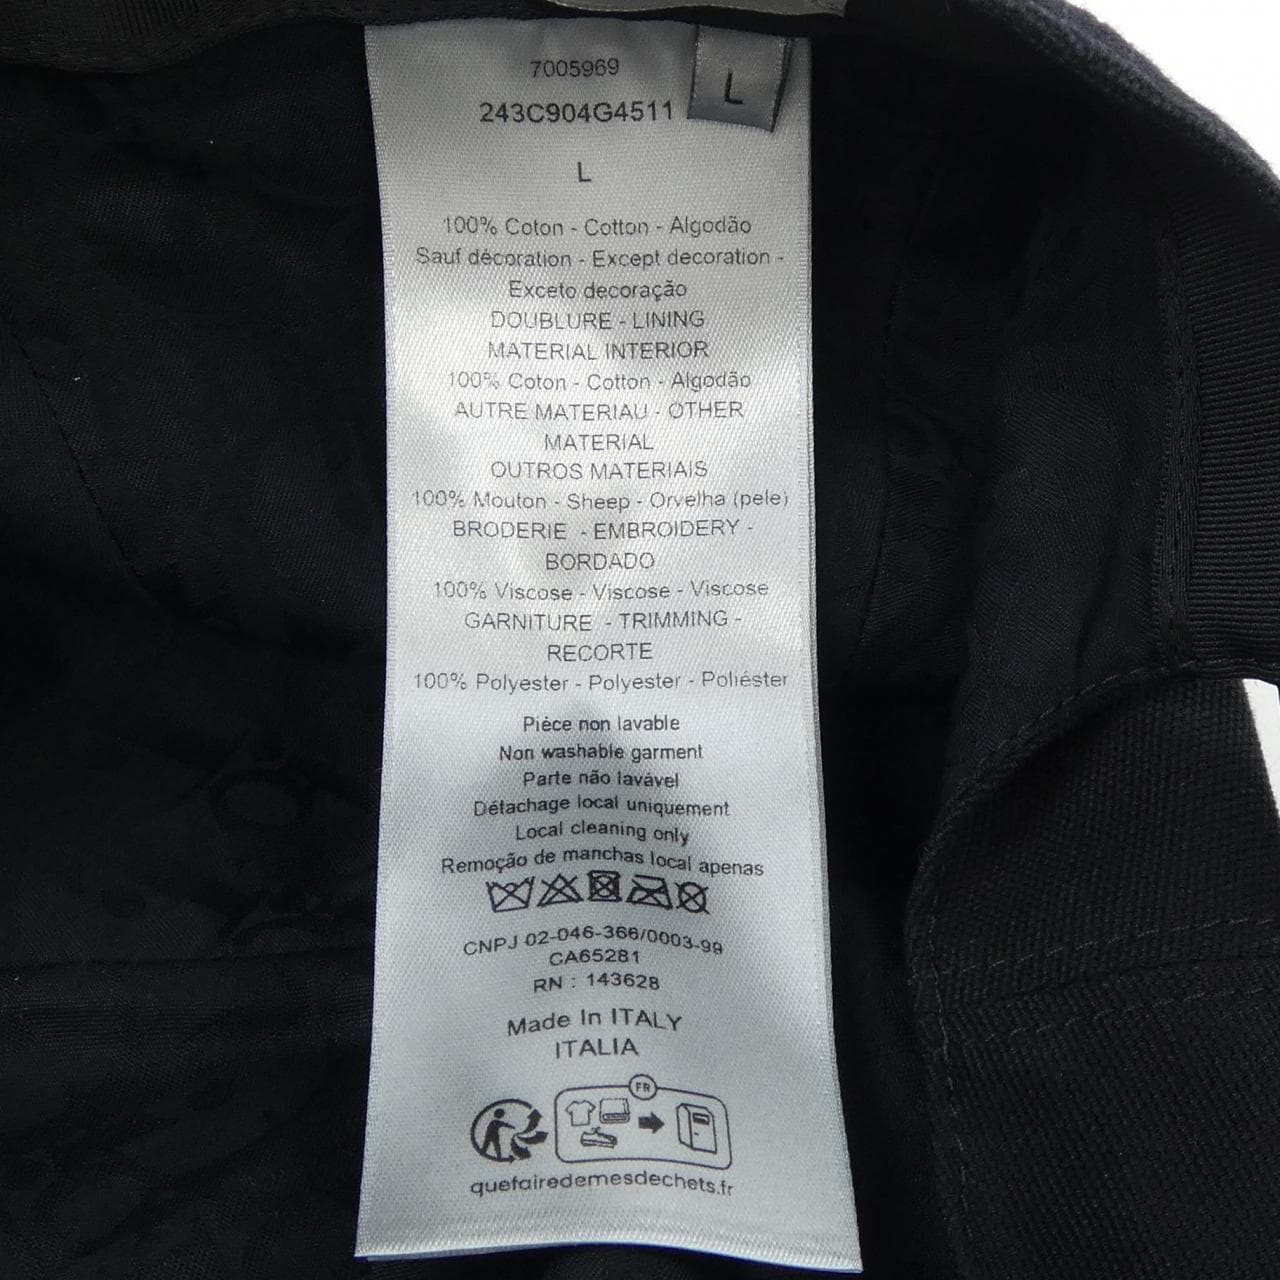 7005969
L
243C904G4511
L
100% Coton - Cotton - Algodão
Sauf décoration - Except decoration -
Exceto decoração
DOUBLURE - LINING
MATERIAL INTERIOR
100% Coton - Cotton - Algodão
AUTRE MATERIAU - OTHER
MATERIAL
OUTROS MATERIAIS
100% Mouton - Sheep - Orvelha (pele)
BRODERIE - EMBROIDERY -
BORDADO
100% Viscose - Viscose - Viscose
GARNITURE - TRIMMING -
RECORTE
100% Polyester - Polyester - Poliéster
Pièce non lavable
Non washable garment
Parte não lavável
Détachage local uniquement
Local cleaning only
Remoção de manchas local apenas
CNPJ 02-046-366/0003-99
CA65281
RN : 143628
Made In ITALY
ITALIA
FR
quefairedemesdechets.fr